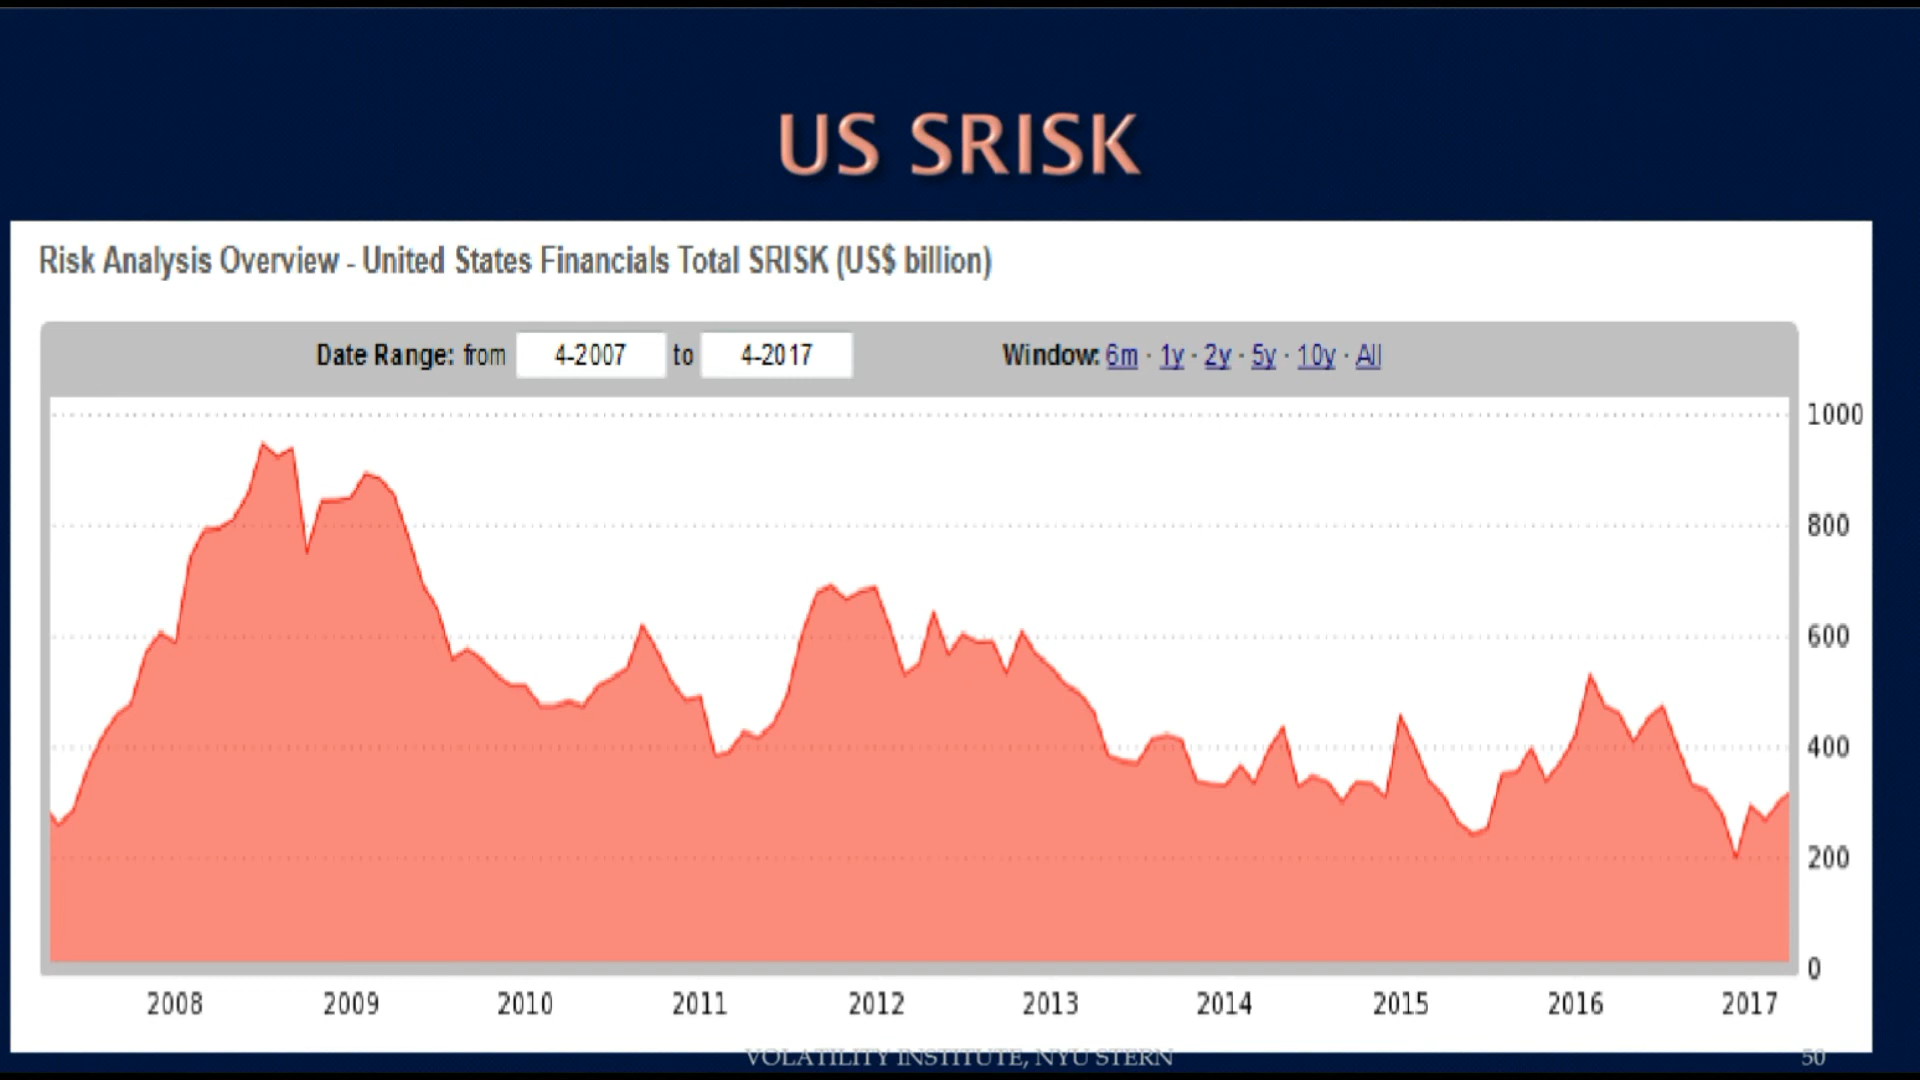 US SRISK
Risk Analysis Overview - United States Financials Total SRISK (US$ billion)
Date Range: from 4-2007 to 4-2017 Window: 6m · 1y · 2y · 5y · 10y · All
1000
800
600
400
200
0
2008 2009 2010 2011 2012 2013 2014 2015 2016 2017
VOLATILITY INSTITUTE, NYU STERN 50